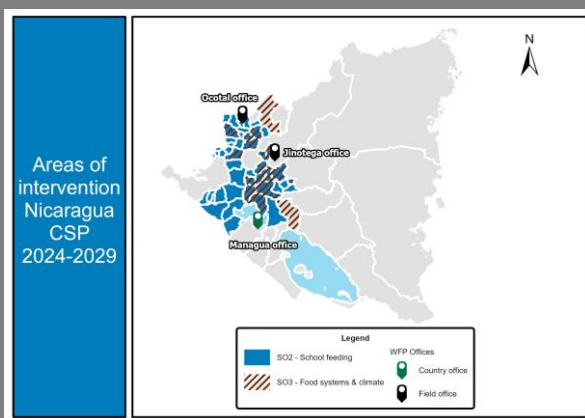 Areas of
intervention
Nicaragua
CSP
2024-2029
N
Ocotal office
Jinotega office
Managua office
Legend
SO2 - School feeding
SO3 - Food systems & climate
WFP Offices
Country office
Field office